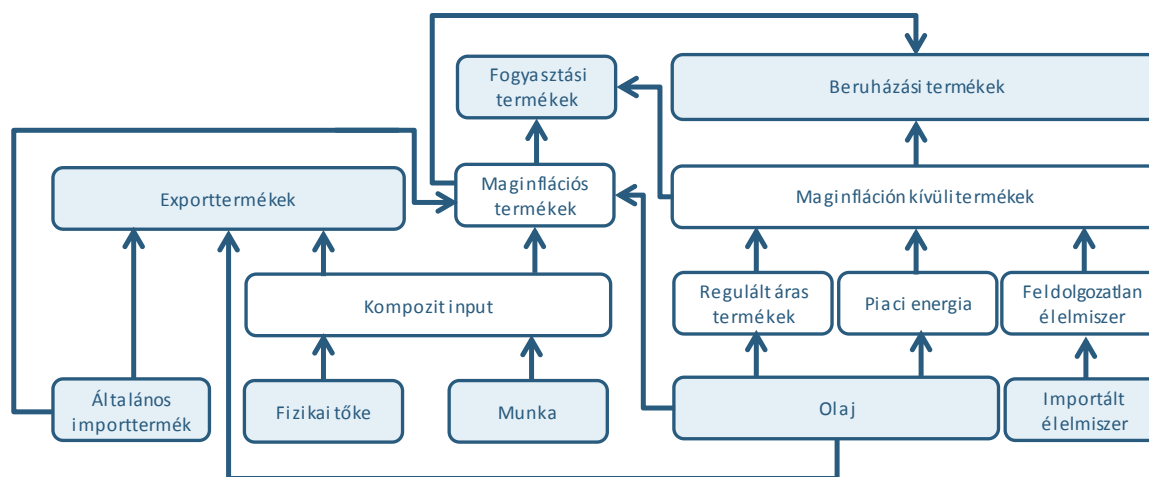 Fogyasztási
termékek
Beruházási termékek
Exporttermékek
Maginflációs
termékek
Maginfláción kívüli termékek
Kompozit input
Regulált áras
termékek
Piaci energia
Feldolgozatlan
élelmiszer
Általános
importtermék
Fizikai tőke
Munka
Olaj
Importált
élelmiszer